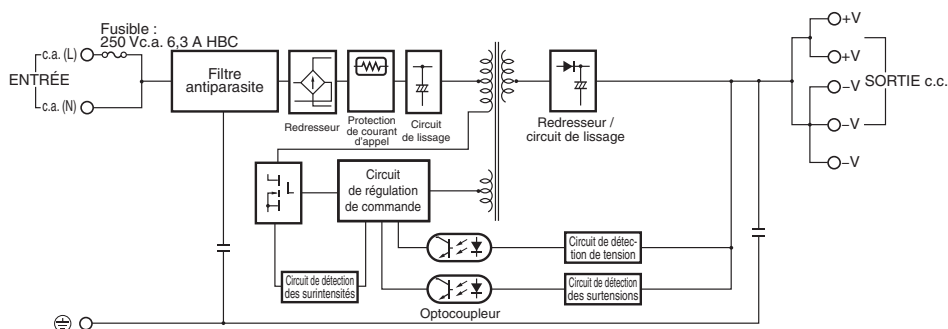 Fusible :
250 Vc.a. 6,3 A HBC
c.a. (L)
ENTRÉE
c.a. (N)
Filtre
antiparasite
Redresseur
Protection
de courant
d'appel
Circuit
de lissage
Redresseur /
circuit de lissage
+V
+V
–V
SORTIE c.c.
–V
–V
Circuit
de régulation
de commande
Circuit de détec-
tion de tension
Circuit de détection
des surintensités
Circuit de détection
des surtensions
Optocoupleur